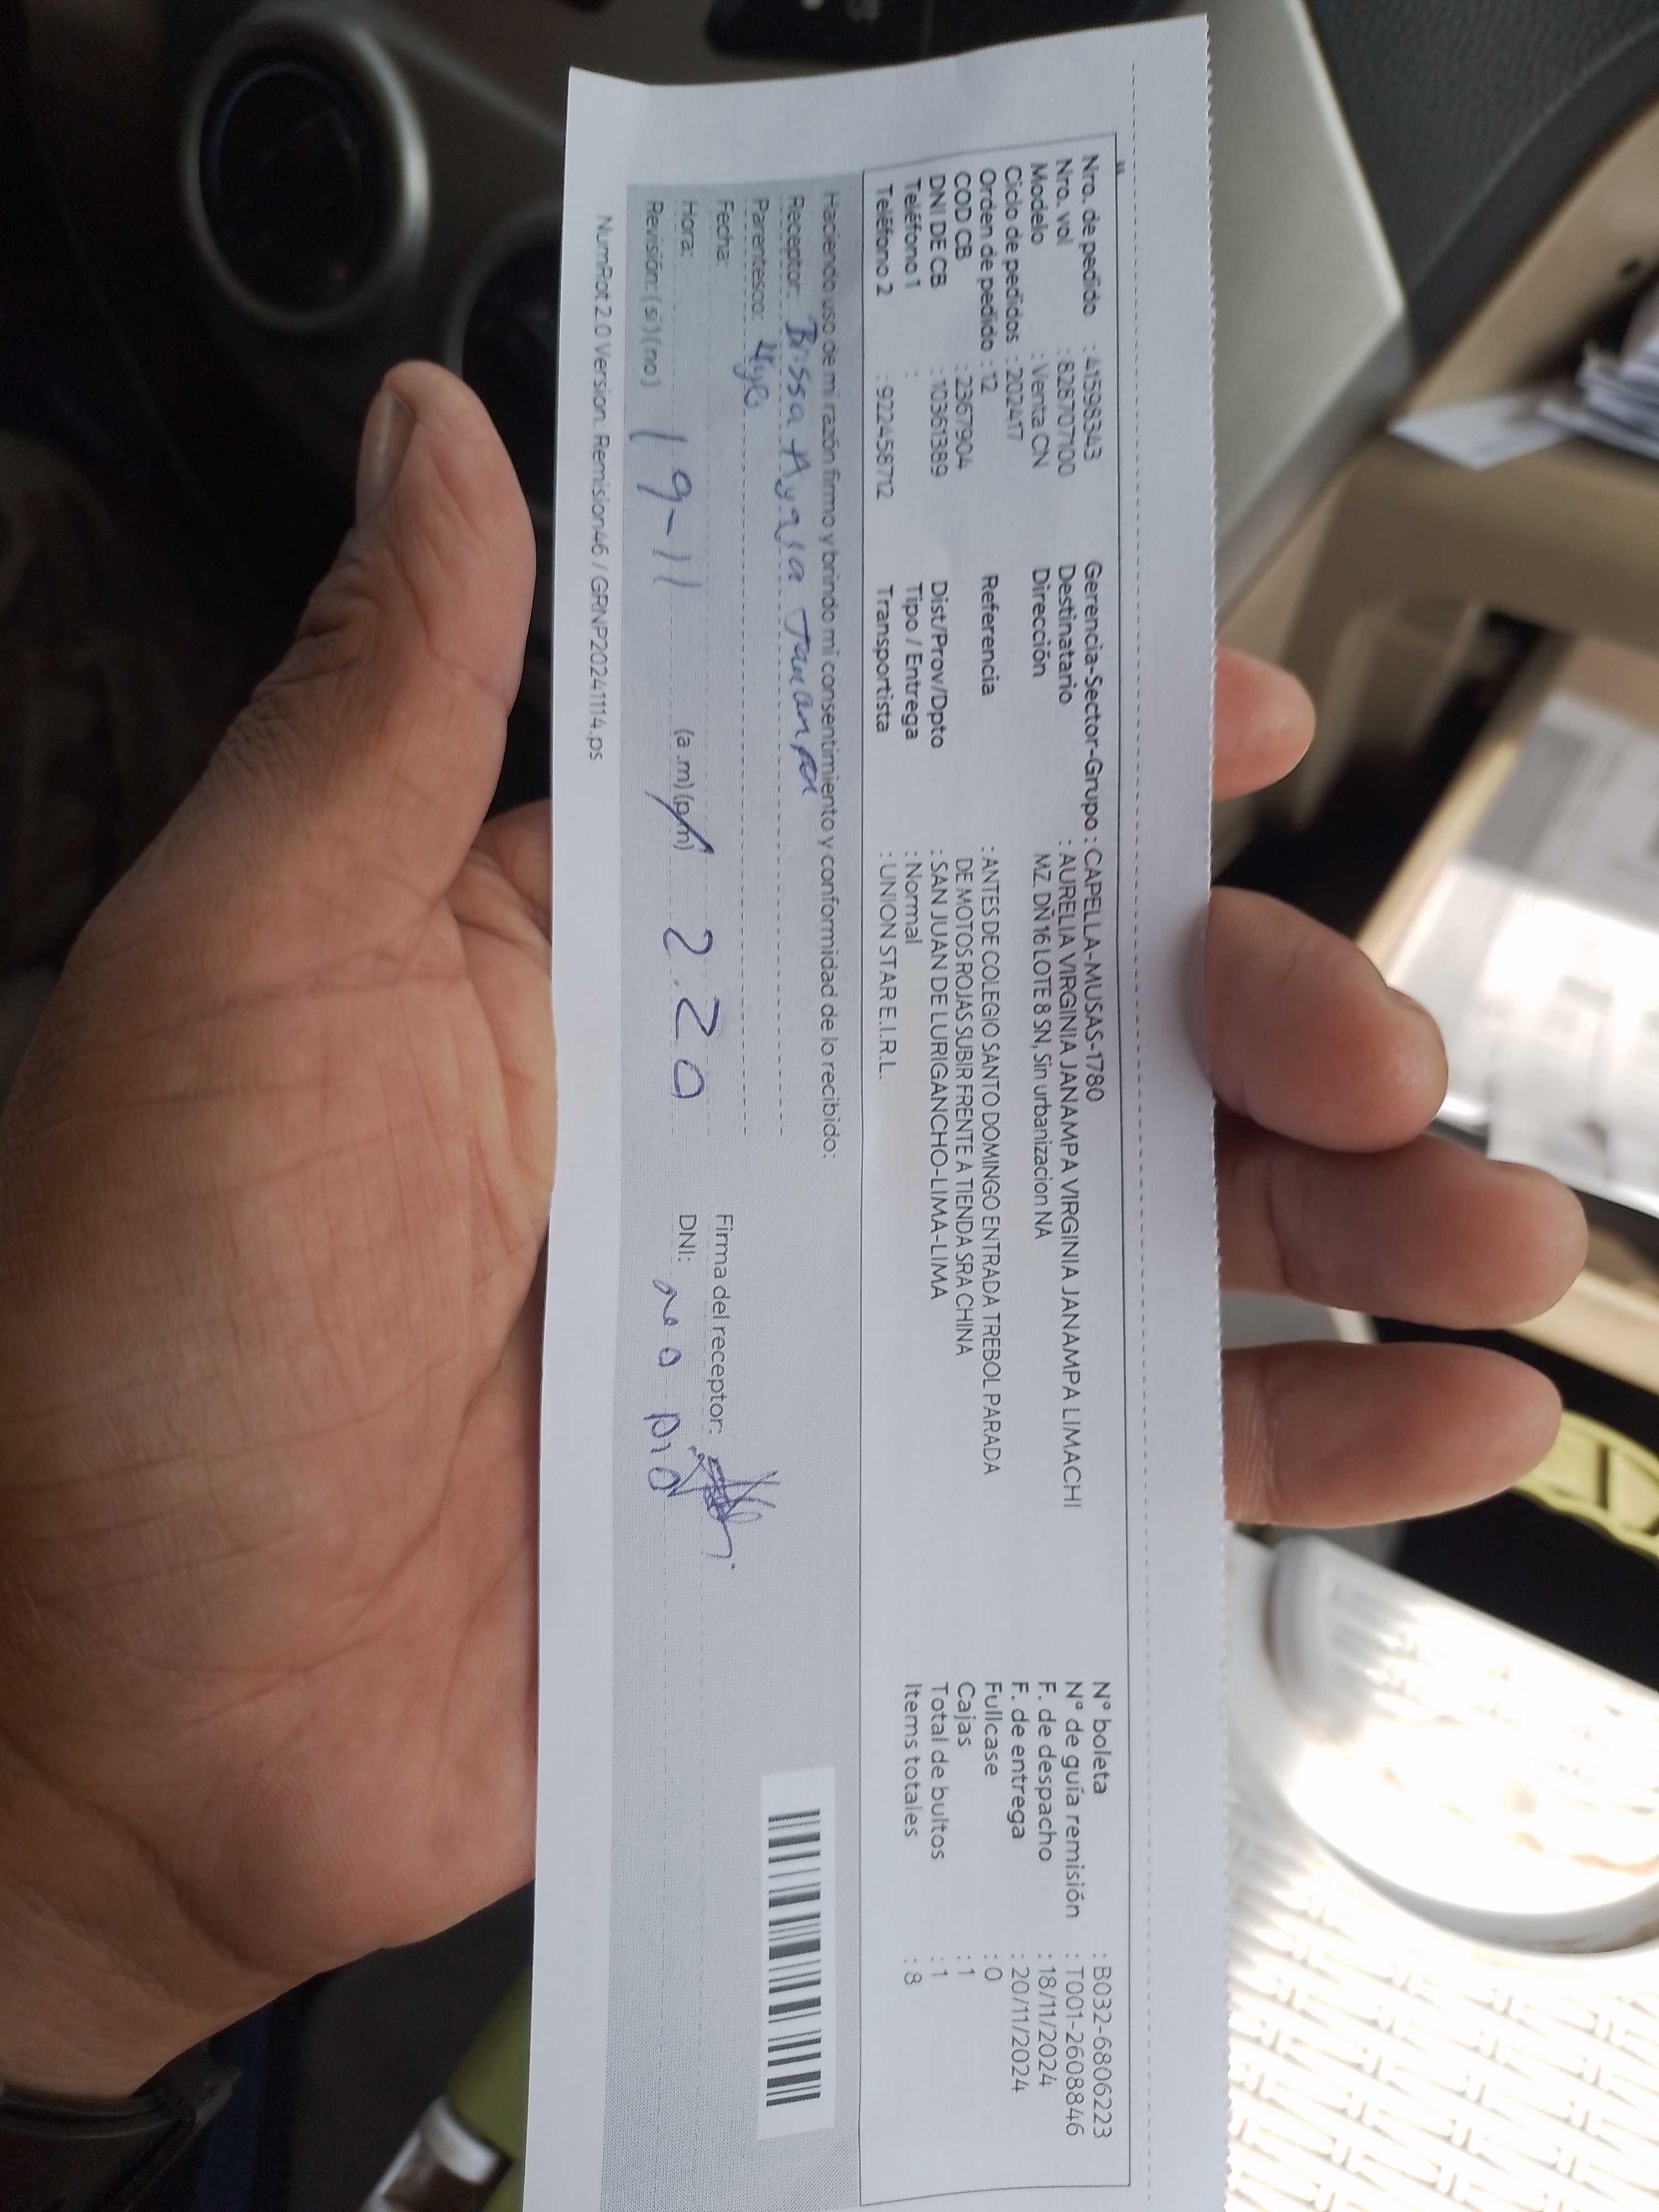 Nro. de pedido : 41598343
Nro. vol : 828707100
Modelo : Venta CN
Ciclo de pedidos : 202417
Orden de pedido : 12
COD CB : 2367904
DNI DE CB : 10361389
Teléfono 1 :
Teléfono 2 : 922458712
Gerencia-Sector-Grupo : CAPELLA-MUSAS-1780
Destinatario : AURELIA VIRGINIA JANAMPA VIRGINIA JANAMPA LIMACHI
Dirección MZ. DÑ 16 LOTE 8 SN, Sin urbanizacion NA
Referencia : ANTES DE COLEGIO SANTO DOMINGO ENTRADA TREBOL PARADA
DE MOTOS ROJAS SUBIR FRENTE A TIENDA SRA CHINA
Dist/Prov/Dpto : SAN JUAN DE LURIGANCHO-LIMA-LIMA
Tipo / Entrega : Normal
Transportista : UNION STAR E.I.R.L.
N° boleta : B032-6806223
N° de guía remisión : T001-2608846
F. de despacho : 18/11/2024
F. de entrega : 20/11/2024
Fullcase : 0
Cajas : 1
Total de bultos : 1
Items totales : 8
Haciendo uso de mi razón firmo y brindo mi consentimiento y conformidad de lo recibido:
Receptor: Brissa Ayala Janampa
Parentesco:
Fecha:
Hora: 19-11 (a .m) (p.m) 2.20
Revisión: ( si ) ( no )
Firma del receptor:
DNI: no dio
NumRot 2.0 Version: Remision46 / GRNP20241114.ps